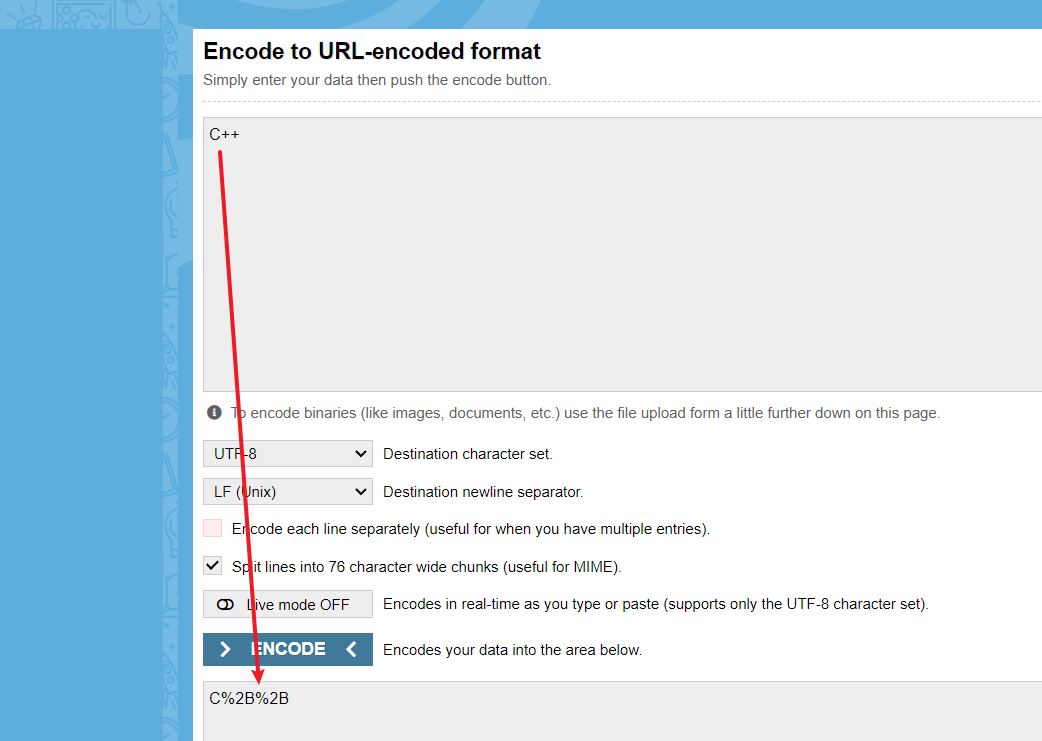 Encode to URL-encoded format
Simply enter your data then push the encode button.
C++
To encode binaries (like images, documents, etc.) use the file upload form a little further down on this page.
UTF-8 Destination character set.
LF (Unix) Destination newline separator.
Encode each line separately (useful for when you have multiple entries).
Split lines into 76 character wide chunks (useful for MIME).
Live mode OFF Encodes in real-time as you type or paste (supports only the UTF-8 character set).
ENCODE Encodes your data into the area below.
C%2B%2B